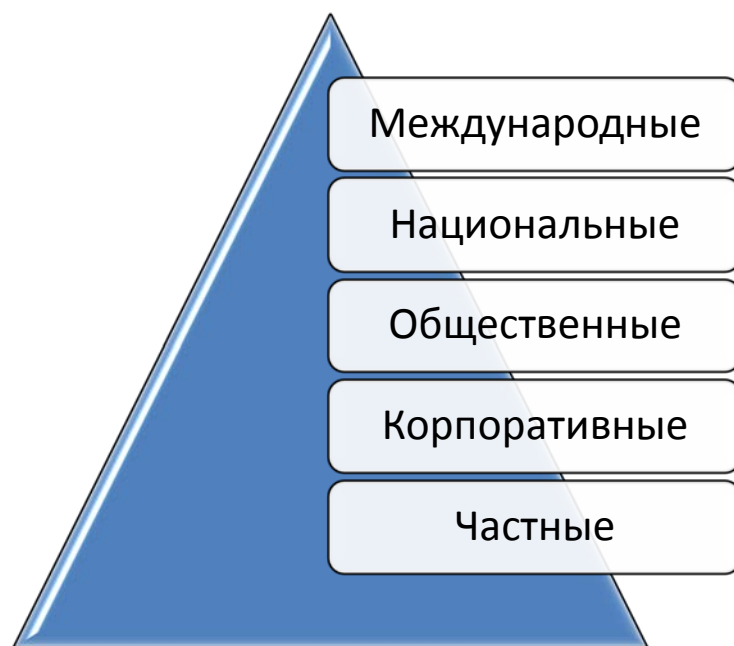 Международные
Национальные
Общественные
Корпоративные
Частные